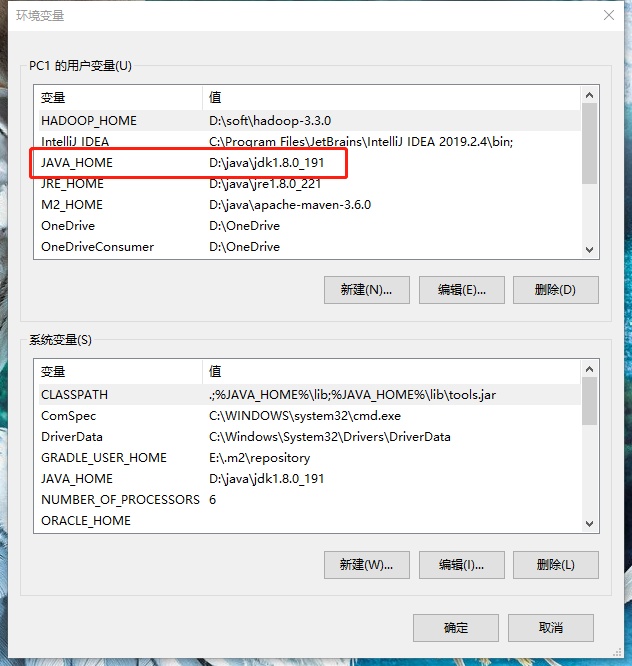 环境变量
PC1 的用户变量(U)
变量 值
HADOOP_HOME D:\soft\hadoop-3.3.0
IntelliJ IDEA C:\Program Files\JetBrains\IntelliJ IDEA 2019.2.4\bin;
JAVA_HOME D:\java\jdk1.8.0_191
JRE_HOME D:\java\jre1.8.0_221
M2_HOME D:\java\apache-maven-3.6.0
OneDrive D:\OneDrive
OneDriveConsumer D:\OneDrive
新建(N)... 编辑(E)... 删除(D)
系统变量(S)
变量 值
CLASSPATH .;%JAVA_HOME%\lib;%JAVA_HOME%\lib\tools.jar
ComSpec C:\WINDOWS\system32\cmd.exe
DriverData C:\Windows\System32\Drivers\DriverData
GRADLE_USER_HOME E:\.m2\repository
JAVA_HOME D:\java\jdk1.8.0_191
NUMBER_OF_PROCESSORS 6
ORACLE_HOME
新建(W)... 编辑(I)... 删除(L)
确定 取消